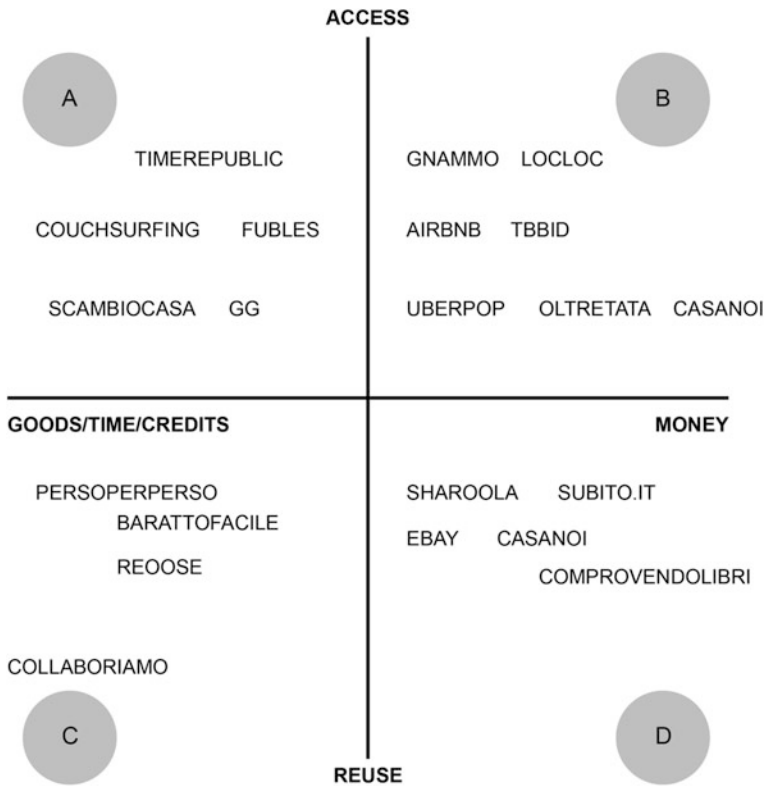 ACCESS
A B
TIMEREPUBLIC GNAMMO LOCLOC
COUCHSURFING FUBLES AIRBNB TBBID
SCAMBIOCASA GG UBERPOP OLTRETATA CASANOI
GOODS/TIME/CREDITS MONEY
PERSOPERPERSO SHAROOLA SUBITO.IT
BARATTOFACILE
EBAY CASANOI
REOOSE
COMPROVENDOLIBRI
COLLABORIAMO
C D
REUSE